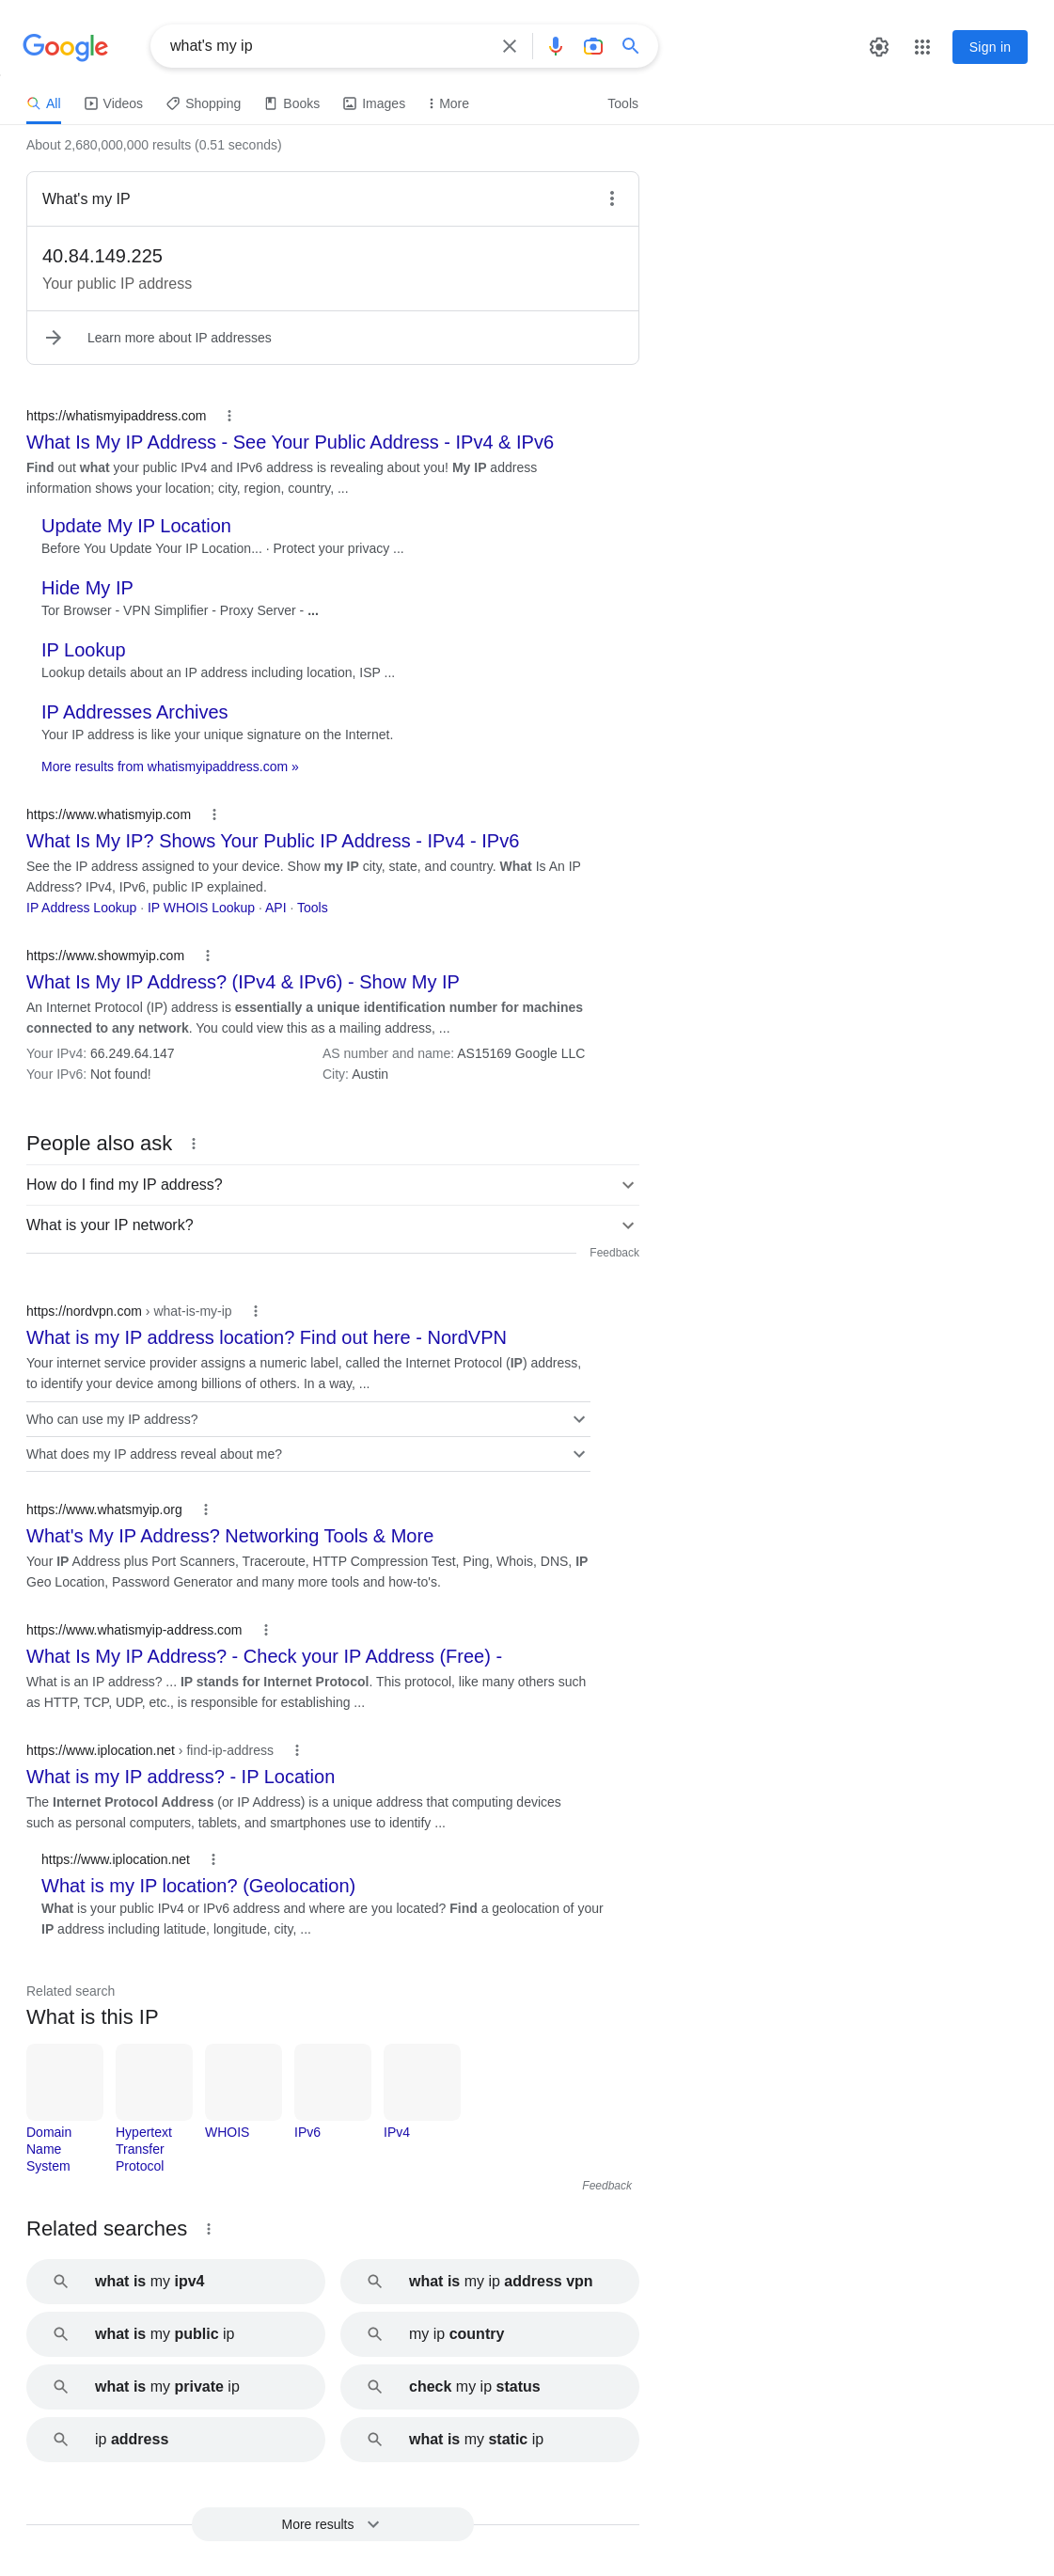 Google
what's my ip
Sign in
All
Videos
Shopping
Books
Images
More
Tools
About 2,680,000,000 results (0.51 seconds)
What's my IP
40.84.149.225
Your public IP address
Learn more about IP addresses
https://whatismyipaddress.com
What Is My IP Address - See Your Public Address - IPv4 & IPv6
Find out what your public IPv4 and IPv6 address is revealing about you! My IP address
information shows your location; city, region, country, ...
Update My IP Location
Before You Update Your IP Location... · Protect your privacy ...
Hide My IP
Tor Browser - VPN Simplifier - Proxy Server - ...
IP Lookup
Lookup details about an IP address including location, ISP ...
IP Addresses Archives
Your IP address is like your unique signature on the Internet.
More results from whatismyipaddress.com »
https://www.whatismyip.com
What Is My IP? Shows Your Public IP Address - IPv4 - IPv6
See the IP address assigned to your device. Show my IP city, state, and country. What Is An IP
Address? IPv4, IPv6, public IP explained.
IP Address Lookup · IP WHOIS Lookup · API · Tools
https://www.showmyip.com
What Is My IP Address? (IPv4 & IPv6) - Show My IP
An Internet Protocol (IP) address is essentially a unique identification number for machines
connected to any network. You could view this as a mailing address, ...
Your IPv4: 66.249.64.147
AS number and name: AS15169 Google LLC
Your IPv6: Not found!
City: Austin
People also ask
How do I find my IP address?
What is your IP network?
Feedback
https://nordvpn.com › what-is-my-ip
What is my IP address location? Find out here - NordVPN
Your internet service provider assigns a numeric label, called the Internet Protocol (IP) address,
to identify your device among billions of others. In a way, ...
Who can use my IP address?
What does my IP address reveal about me?
https://www.whatsmyip.org
What's My IP Address? Networking Tools & More
Your IP Address plus Port Scanners, Traceroute, HTTP Compression Test, Ping, Whois, DNS, IP
Geo Location, Password Generator and many more tools and how-to's.
https://www.whatismyip-address.com
What Is My IP Address? - Check your IP Address (Free) -
What is an IP address? ... IP stands for Internet Protocol. This protocol, like many others such
as HTTP, TCP, UDP, etc., is responsible for establishing ...
https://www.iplocation.net › find-ip-address
What is my IP address? - IP Location
The Internet Protocol Address (or IP Address) is a unique address that computing devices
such as personal computers, tablets, and smartphones use to identify ...
https://www.iplocation.net
What is my IP location? (Geolocation)
What is your public IPv4 or IPv6 address and where are you located? Find a geolocation of your
IP address including latitude, longitude, city, ...
Related search
What is this IP
Domain
Name
System
Hypertext
Transfer
Protocol
WHOIS
IPv6
IPv4
Feedback
Related searches
what is my ipv4
what is my ip address vpn
what is my public ip
my ip country
what is my private ip
check my ip status
ip address
what is my static ip
More results